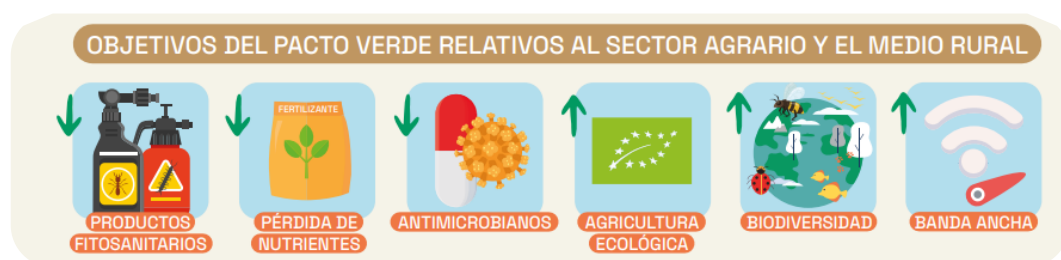 OBJETIVOS DEL PACTO VERDE RELATIVOS AL SECTOR AGRARIO Y EL MEDIO RURAL
FERTILIZANTE
PRODUCTOS
FITOSANITARIOS
PÉRDIDA DE
NUTRIENTES
ANTIMICROBIANOS
AGRICULTURA
ECOLÓGICA
BIODIVERSIDAD
BANDA ANCHA